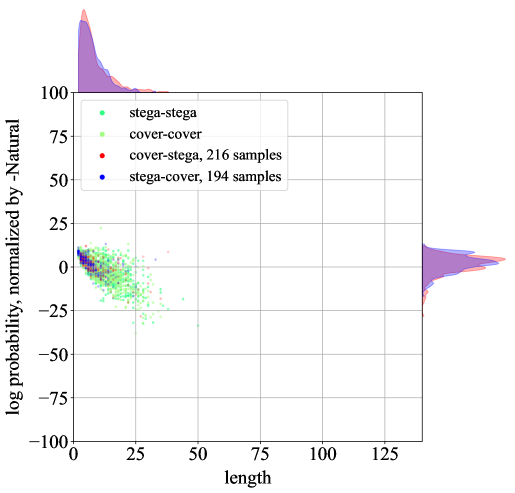 log probability, normalized by -Natural
100
75
50
25
0
−25
−50
−75
−100
stega-stega
cover-cover
cover-stega, 216 samples
stega-cover, 194 samples
0 25 50 75 100 125
length